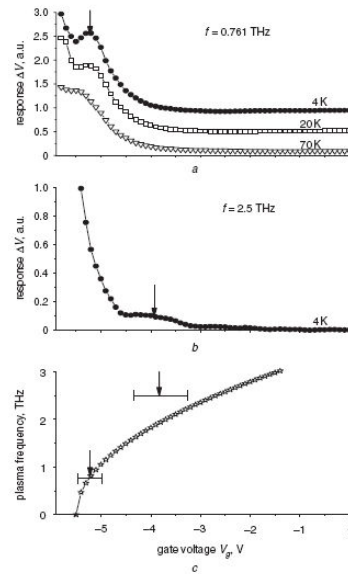 3.0
2.5
2.0
1.5
1.0
0.5
0
response ΔV, a.u.
f = 0.761 THz
4K
20K
70K
a
1.0
0.8
0.6
0.4
0.2
0
response ΔV, a.u.
f = 2.5 THz
4K
b
3
2
1
0
plasma frequency, THz
−5 −4 −3 −2 −1
gate voltage Vg, V
c